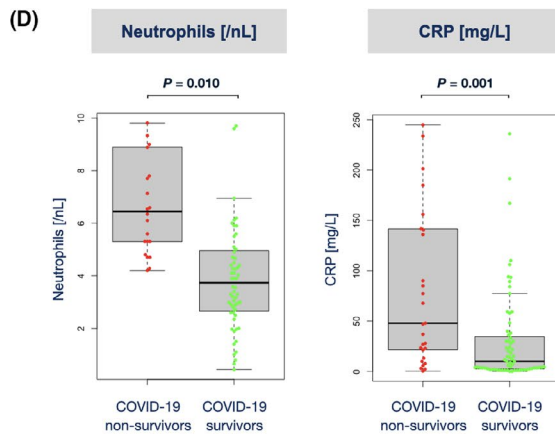 (D)
Neutrophils [/nL]
P = 0.010
Neutrophils [/nL]
10
8
6
4
2
COVID-19
non-survivors
COVID-19
survivors
CRP [mg/L]
P = 0.001
CRP [mg/L]
250
200
150
100
50
0
COVID-19
non-survivors
COVID-19
survivors